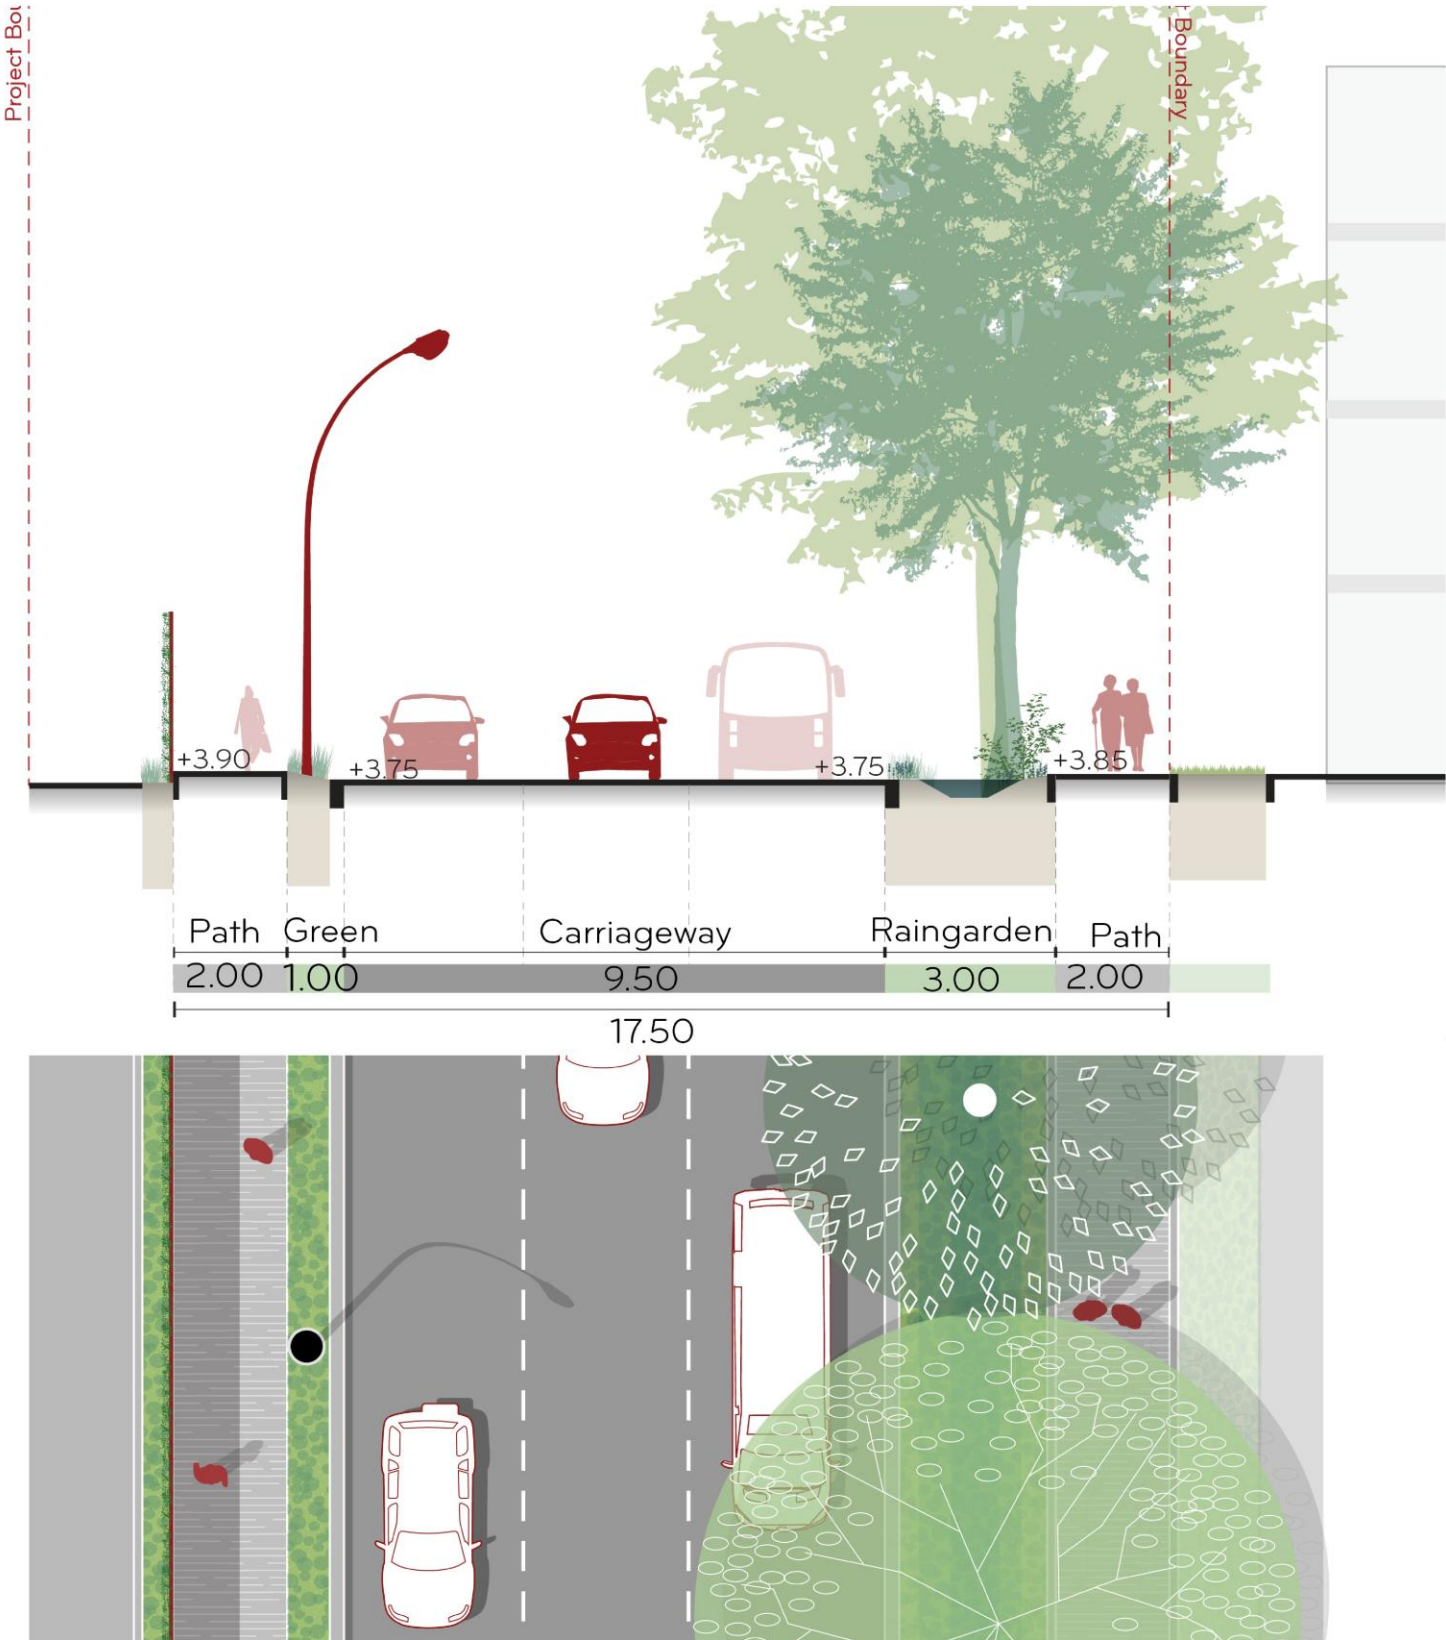 Project Bou
t Boundary
+3.90
+3.75
+3.75
+3.85
Path Green Carriageway Raingarden Path
2.00 1.00 9.50 3.00 2.00
17.50